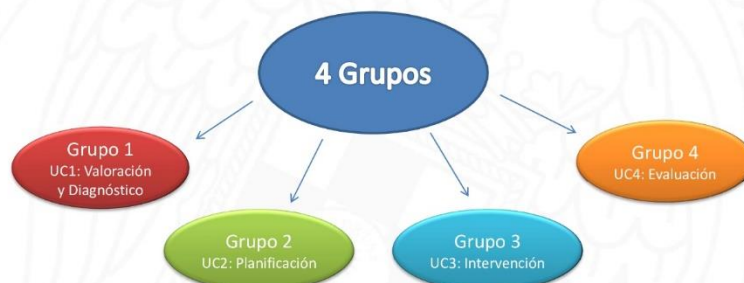 4 Grupos
Grupo 1
UC1: Valoración
y Diagnóstico
Grupo 2
UC2: Planificación
Grupo 3
UC3: Intervención
Grupo 4
UC4: Evaluación